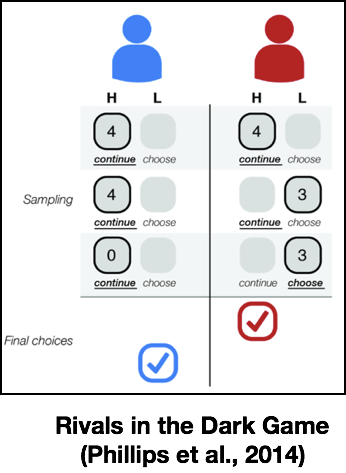 H L H L
4 4
continue choose continue choose
Sampling
4 3
continue choose continue choose
0 3
continue choose continue choose
Final choices
Rivals in the Dark Game
(Phillips et al., 2014)